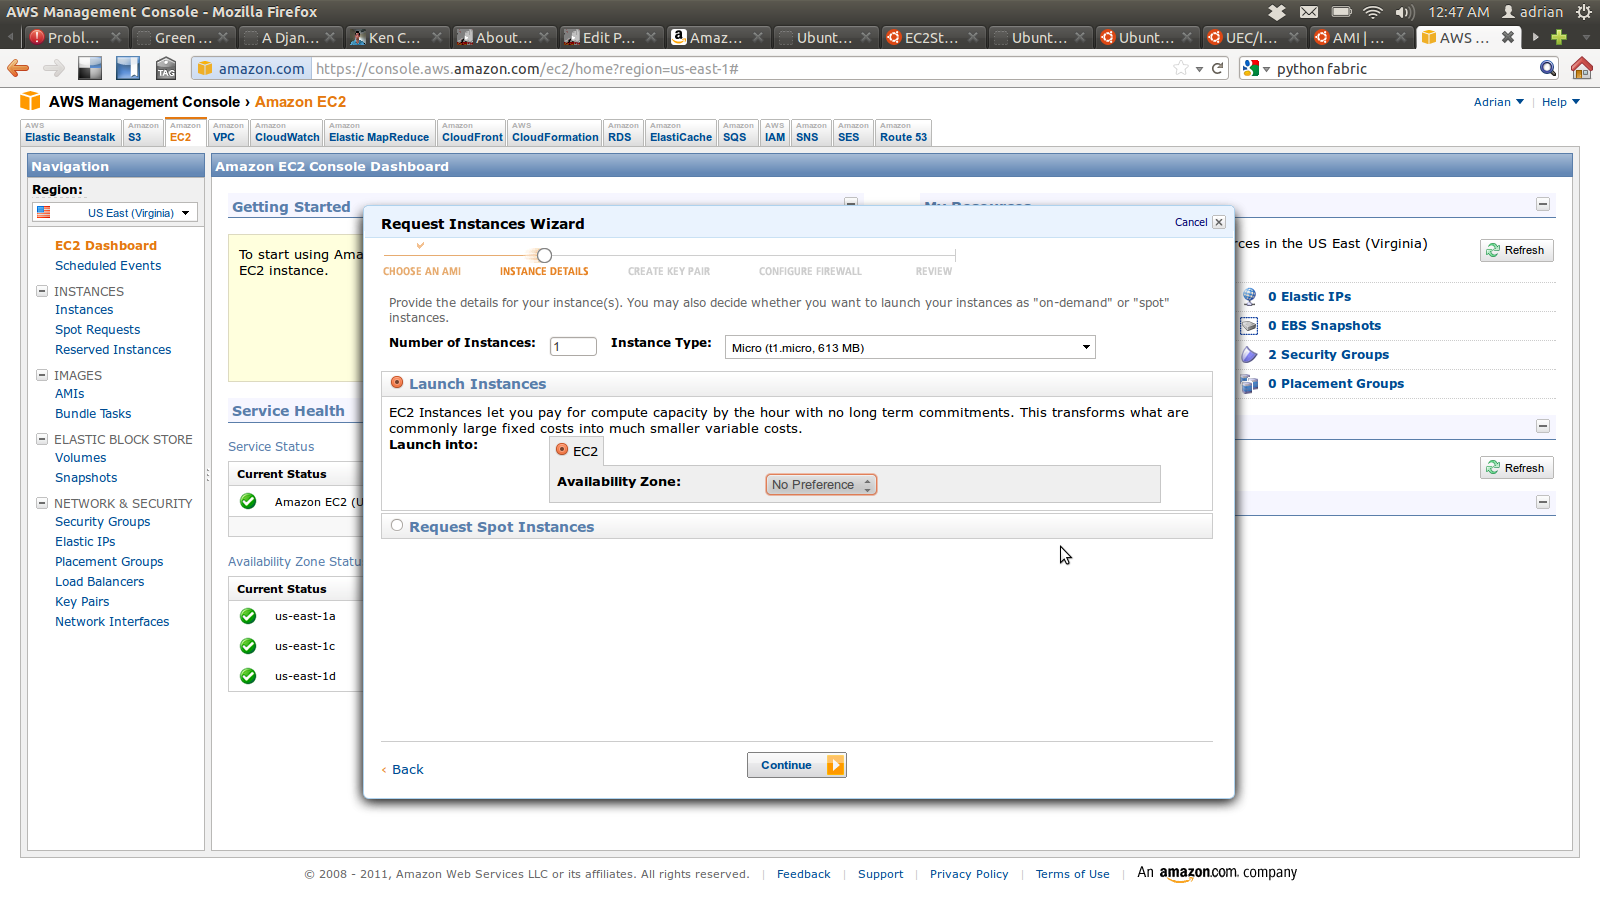 AWS Management Console - Mozilla Firefox
12:47 AM adrian
Probl... Green ... A Djan... Ken C... About... Edit P... Amaz... Ubunt... EC2St... Ubunt... Ubunt... UEC/I... AMI | ... AWS ...
amazon.com https://console.aws.amazon.com/ec2/home?region=us-east-1# python fabric
TAG
AWS Management Console › Amazon EC2
Adrian Help
AWS Elastic Beanstalk
Amazon S3
Amazon EC2
Amazon VPC
Amazon CloudWatch
Amazon Elastic MapReduce
Amazon CloudFront
AWS CloudFormation
Amazon RDS
Amazon ElastiCache
Amazon SQS
AWS IAM
Amazon SNS
Amazon SES
Amazon Route 53
Navigation
Region:
US East (Virginia)
EC2 Dashboard
Scheduled Events
INSTANCES
Instances
Spot Requests
Reserved Instances
IMAGES
AMIs
Bundle Tasks
ELASTIC BLOCK STORE
Volumes
Snapshots
NETWORK & SECURITY
Security Groups
Elastic IPs
Placement Groups
Load Balancers
Key Pairs
Network Interfaces
Amazon EC2 Console Dashboard
Getting Started
To start using Ama
EC2 instance.
Service Health
Service Status
Current Status
Amazon EC2 (U
Availability Zone Statu
Current Status
us-east-1a
us-east-1c
us-east-1d
Request Instances Wizard
Cancel
CHOOSE AN AMI INSTANCE DETAILS CREATE KEY PAIR CONFIGURE FIREWALL REVIEW
Provide the details for your instance(s). You may also decide whether you want to launch your instances as "on-demand" or "spot"
instances.
Number of Instances: 1 Instance Type: Micro (t1.micro, 613 MB)
Launch Instances
EC2 Instances let you pay for compute capacity by the hour with no long term commitments. This transforms what are
commonly large fixed costs into much smaller variable costs.
Launch into: EC2
Availability Zone: No Preference
Request Spot Instances
‹ Back
Continue
My Resources
rces in the US East (Virginia)
Refresh
0 Elastic IPs
0 EBS Snapshots
2 Security Groups
0 Placement Groups
Refresh
© 2008 - 2011, Amazon Web Services LLC or its affiliates. All rights reserved. | Feedback | Support | Privacy Policy | Terms of Use | An amazon.com. company